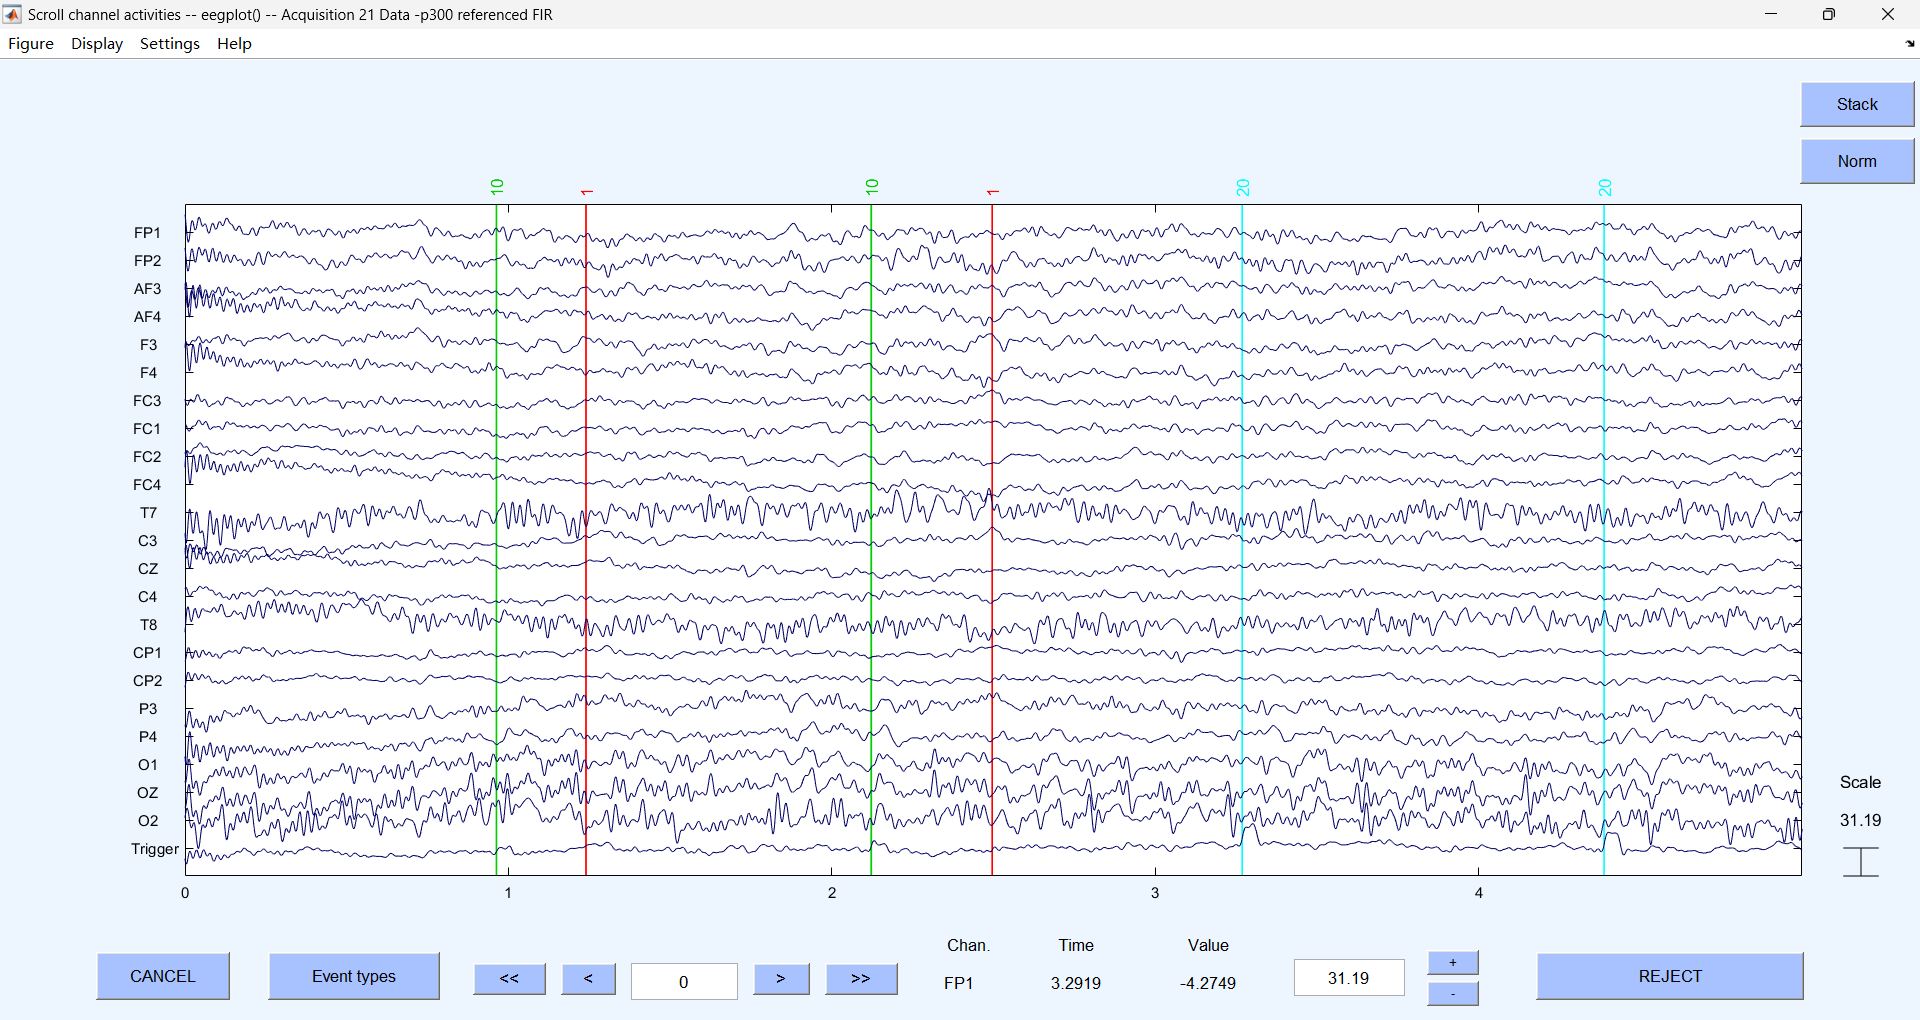 Scroll channel activities -- eegplot() -- Acquisition 21 Data -p300 referenced FIR
Figure Display Settings Help
Stack
Norm
10 1 10 1 20 20
FP1
FP2
AF3
AF4
F3
F4
FC3
FC1
FC2
FC4
T7
C3
CZ
C4
T8
CP1
CP2
P3
P4
O1
OZ
O2
Trigger
0 1 2 3 4
Scale
31.19
Chan. Time Value
CANCEL Event types << < 0 > >> FP1 3.2919 -4.2749 31.19 + - REJECT